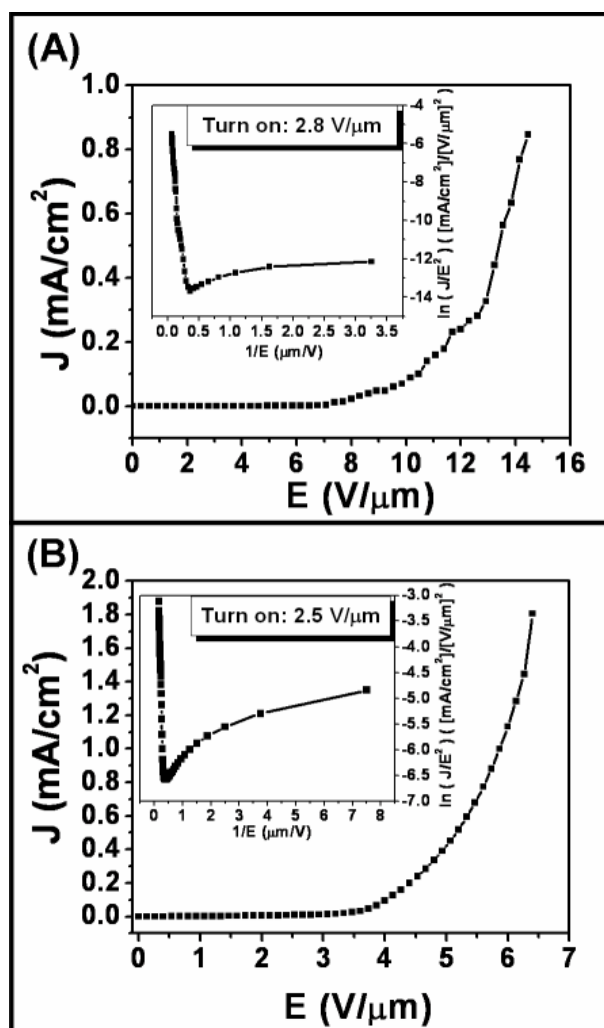 (A)
J (mA/cm²)
1.0
0.8
0.6
0.4
0.2
0.0
0 2 4 6 8 10 12 14 16
E (V/μm)
Turn on: 2.8 V/μm
-4
-6
-8
-10
-12
-14
ln ( J/E² ) ( [mA/cm²]/[V/μm]² )
0.0 0.5 1.0 1.5 2.0 2.5 3.0 3.5
1/E (μm/V)
(B)
J (mA/cm²)
2.0
1.8
1.6
1.4
1.2
1.0
0.8
0.6
0.4
0.2
0.0
0 1 2 3 4 5 6 7
E (V/μm)
Turn on: 2.5 V/μm
-3.0
-3.5
-4.0
-4.5
-5.0
-5.5
-6.0
-6.5
-7.0
ln ( J/E² ) ( [mA/cm²]/[V/μm]² )
0 1 2 3 4 5 6 7 8
1/E (μm/V)